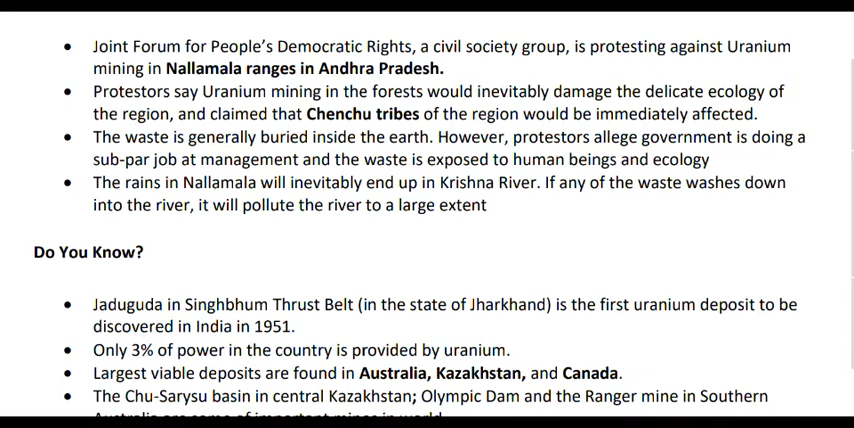 • Joint Forum for People's Democratic Rights, a civil society group, is protesting against Uranium
mining in Nallamala ranges in Andhra Pradesh.
• Protestors say Uranium mining in the forests would inevitably damage the delicate ecology of
the region, and claimed that Chenchu tribes of the region would be immediately affected.
• The waste is generally buried inside the earth. However, protestors allege government is doing a
sub-par job at management and the waste is exposed to human beings and ecology
• The rains in Nallamala will inevitably end up in Krishna River. If any of the waste washes down
into the river, it will pollute the river to a large extent
Do You Know?
• Jaduguda in Singhbhum Thrust Belt (in the state of Jharkhand) is the first uranium deposit to be
discovered in India in 1951.
• Only 3% of power in the country is provided by uranium.
• Largest viable deposits are found in Australia, Kazakhstan, and Canada.
• The Chu-Sarysu basin in central Kazakhstan; Olympic Dam and the Ranger mine in Southern